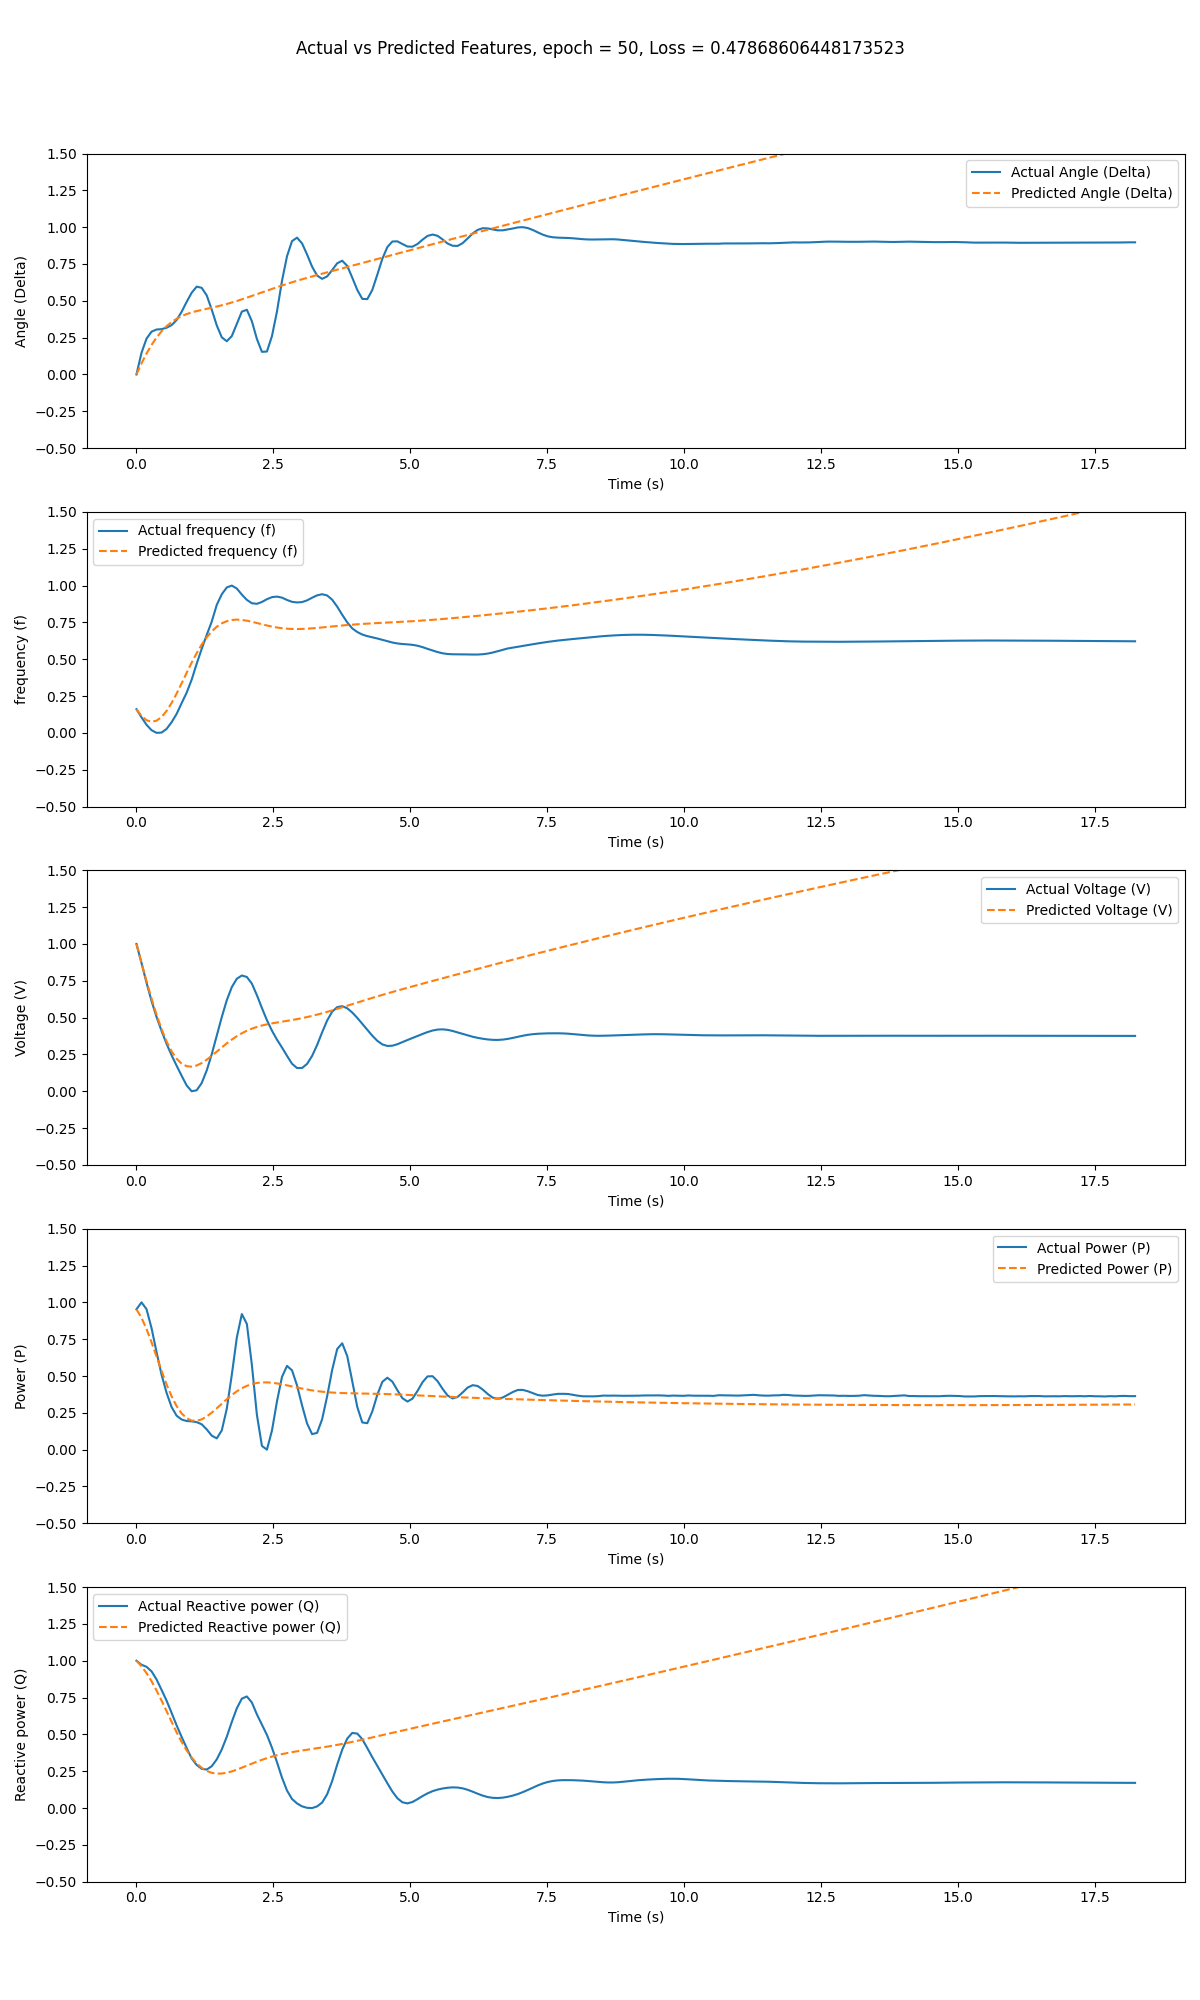 Actual vs Predicted Features, epoch = 50, Loss = 0.47868606448173523
1.50
1.25
1.00
0.75
0.50
0.25
0.00
−0.25
−0.50
Angle (Delta)
Actual Angle (Delta)
Predicted Angle (Delta)
0.0 2.5 5.0 7.5 10.0 12.5 15.0 17.5
Time (s)
1.50
1.25
1.00
0.75
0.50
0.25
0.00
−0.25
−0.50
frequency (f)
Actual frequency (f)
Predicted frequency (f)
0.0 2.5 5.0 7.5 10.0 12.5 15.0 17.5
Time (s)
1.50
1.25
1.00
0.75
0.50
0.25
0.00
−0.25
−0.50
Voltage (V)
Actual Voltage (V)
Predicted Voltage (V)
0.0 2.5 5.0 7.5 10.0 12.5 15.0 17.5
Time (s)
1.50
1.25
1.00
0.75
0.50
0.25
0.00
−0.25
−0.50
Power (P)
Actual Power (P)
Predicted Power (P)
0.0 2.5 5.0 7.5 10.0 12.5 15.0 17.5
Time (s)
1.50
1.25
1.00
0.75
0.50
0.25
0.00
−0.25
−0.50
Reactive power (Q)
Actual Reactive power (Q)
Predicted Reactive power (Q)
0.0 2.5 5.0 7.5 10.0 12.5 15.0 17.5
Time (s)